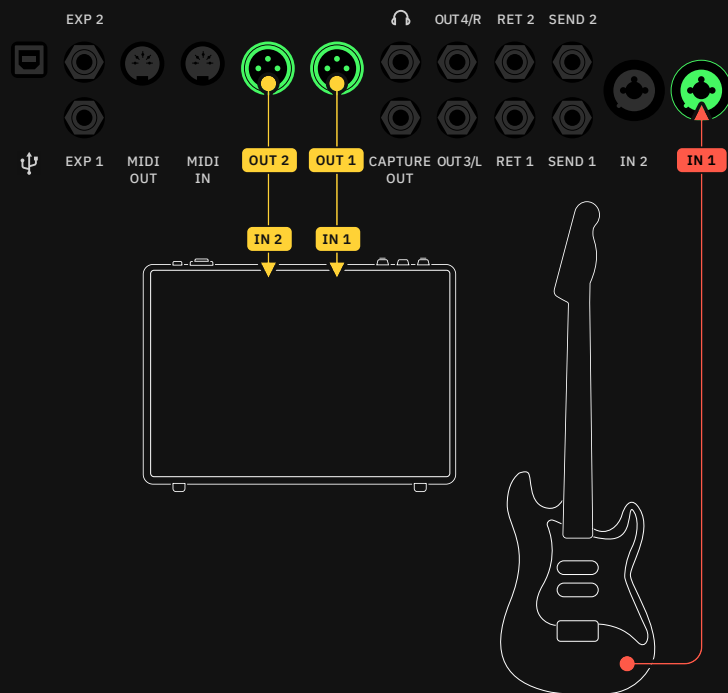 EXP 2
OUT4/R RET 2 SEND 2
EXP 1 MIDI OUT MIDI IN OUT 2 OUT 1 CAPTURE OUT OUT3/L RET 1 SEND 1 IN 2 IN 1
IN 2 IN 1